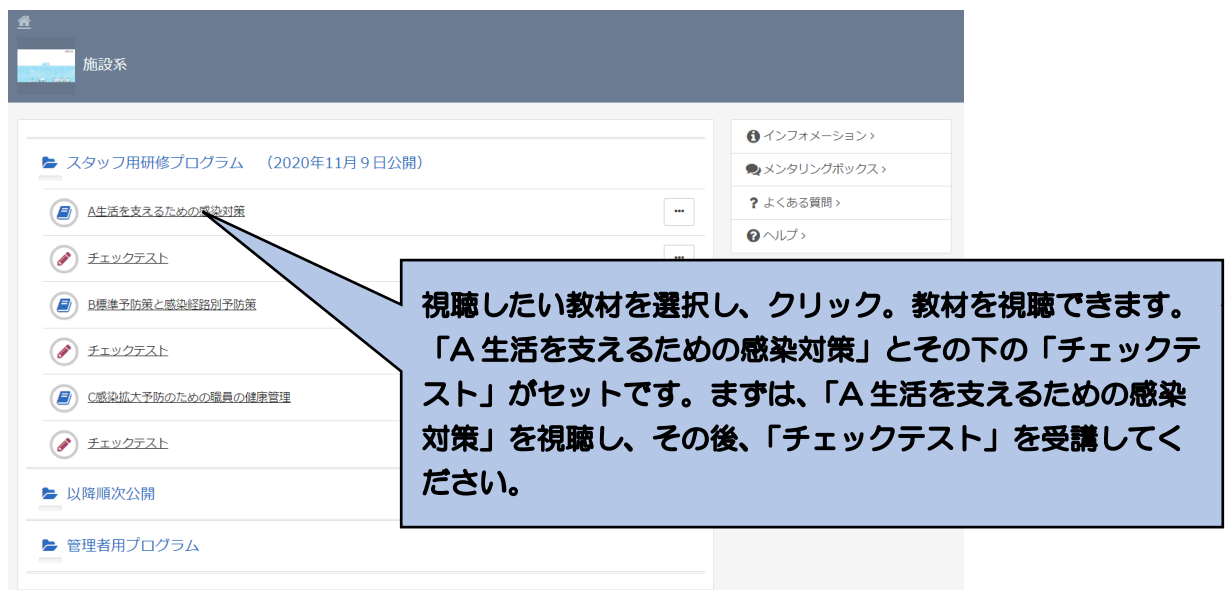 施設系
スタッフ用研修プログラム （2020年11月9日公開）
A生活を支えるための感染対策
チェックテスト
B標準予防策と感染経路別予防策
チェックテスト
C感染拡大予防のための職員の健康管理
チェックテスト
以降順次公開
管理者用プログラム
インフォメーション
メンタリングボックス
よくある質問
ヘルプ
視聴したい教材を選択し、クリック。教材を視聴できます。
「A 生活を支えるための感染対策」とその下の「チェックテ
スト」がセットです。まずは、「A 生活を支えるための感染
対策」を視聴し、その後、「チェックテスト」を受講してく
ださい。